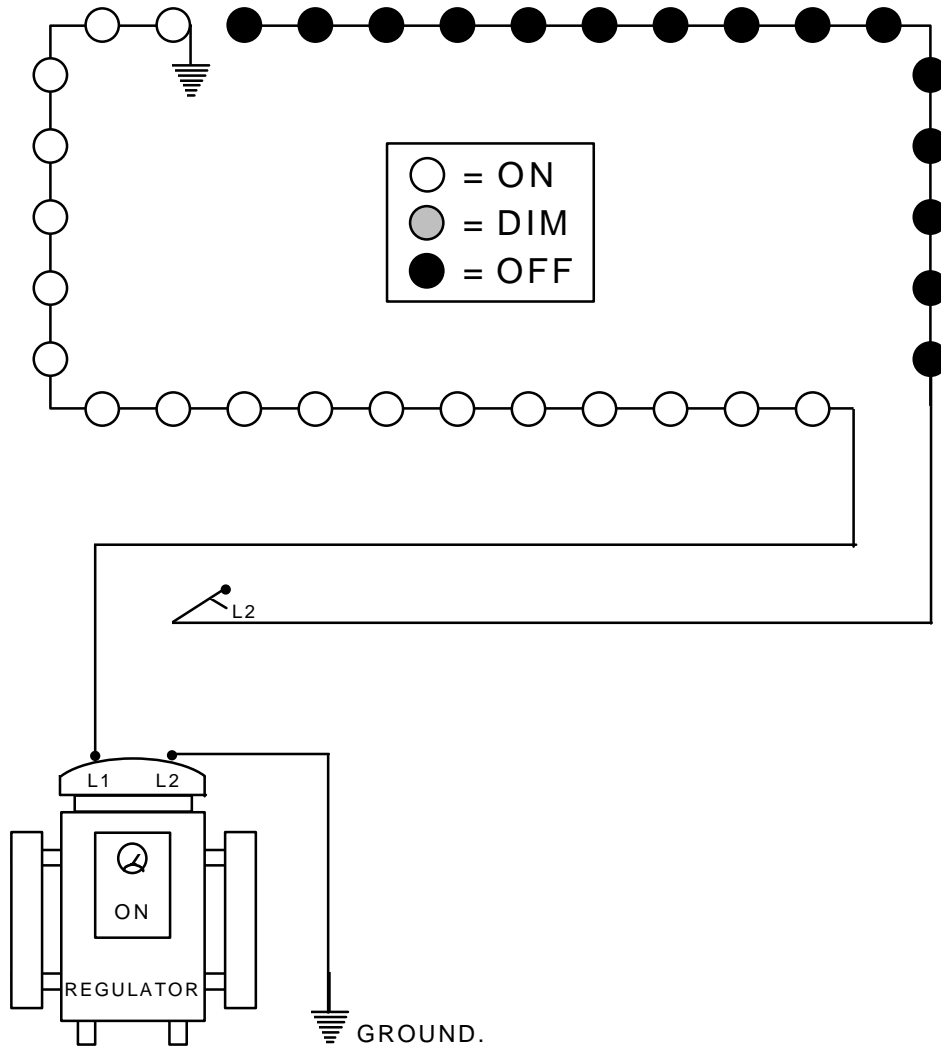 = ON
= DIM
= OFF
L2
L1 L2
ON
REGULATOR
GROUND.